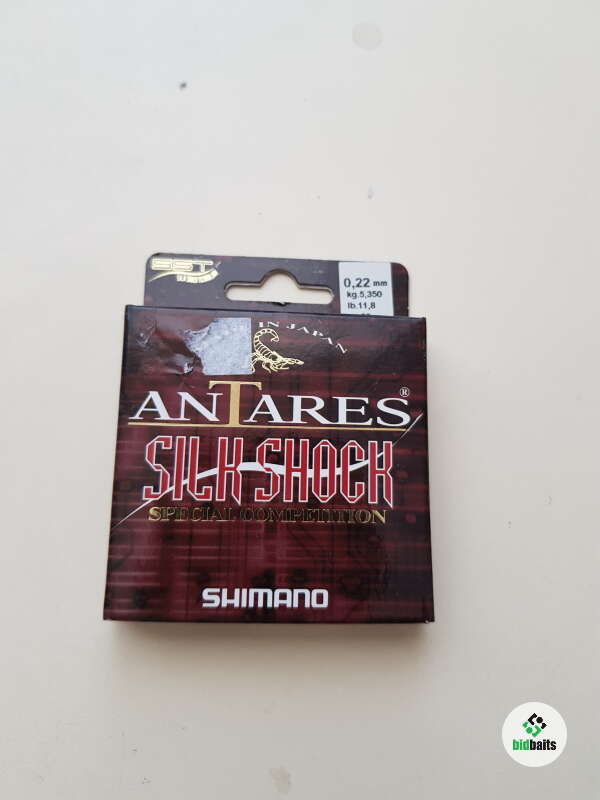 SST
0,22 mm
kg.5,350
lb.11,8
IN JAPAN
ANTARES®
SILK SHOCK
SPECIAL COMPETITION
SHIMANO
bidbaits